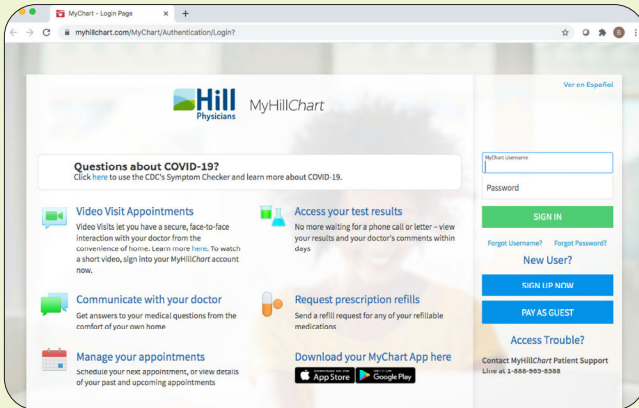 MyChart - Login Page
myhillchart.com/MyChart/Authentication/Login?
B
Ver en Español
Hill
Physicians
MyHillChart
Questions about COVID-19?
Click here to use the CDC's Symptom Checker and learn more about COVID-19.
Video Visit Appointments
Video Visits let you have a secure, face-to-face
interaction with your doctor from the
convenience of home. Learn more here. To watch
a short video, sign into your MyHillChart account
now.
Access your test results
No more waiting for a phone call or letter – view
your results and your doctor's comments within
days
Communicate with your doctor
Get answers to your medical questions from the
comfort of your own home
Request prescription refills
Send a refill request for any of your refillable
medications
Manage your appointments
Schedule your next appointment, or view details
of your past and upcoming appointments
Download your MyChart App here
App Store
Google Play
MyChart Username
Password
SIGN IN
Forgot Username? Forgot Password?
New User?
SIGN UP NOW
PAY AS GUEST
Access Trouble?
Contact MyHillChart Patient Support
Line at